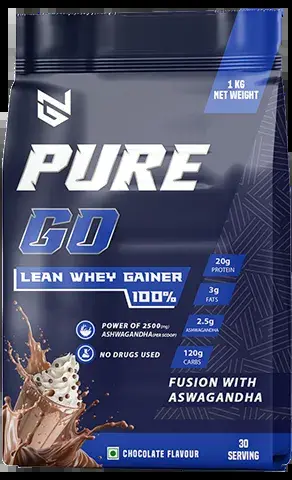 1 KG
NET WEIGHT
PURE
GO
LEAN WHEY GAINER
100%
20g
PROTEIN
3g
FATS
POWER OF 2500(mg)
ASHWAGANDHA(PER SCOOP)
2.5g
ASHWAGANDHA
NO DRUGS USED
120g
CARBS
FUSION WITH
ASWAGANDHA
CHOCOLATE FLAVOUR
30
SERVING